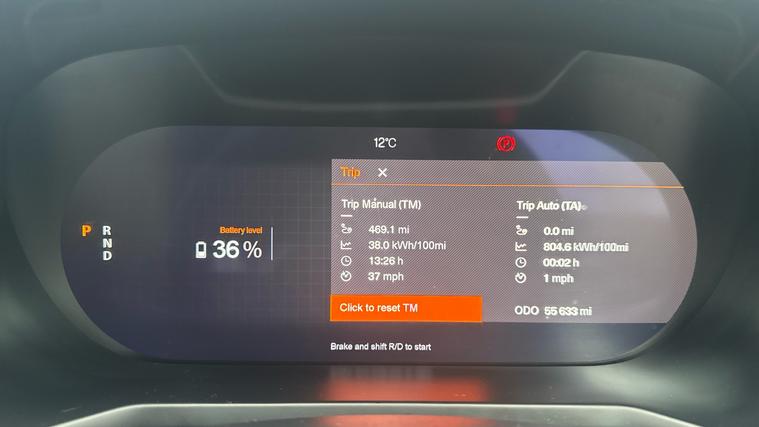 12°C
P
Trip ✕
Trip Manual (TM)
Trip Auto (TA)
P R
N
D
Battery level
36 %
469.1 mi
38.0 kWh/100mi
13:26 h
37 mph
0.0 mi
804.6 kWh/100mi
00:02 h
1 mph
Click to reset TM
ODO 55 633 mi
Brake and shift R/D to start